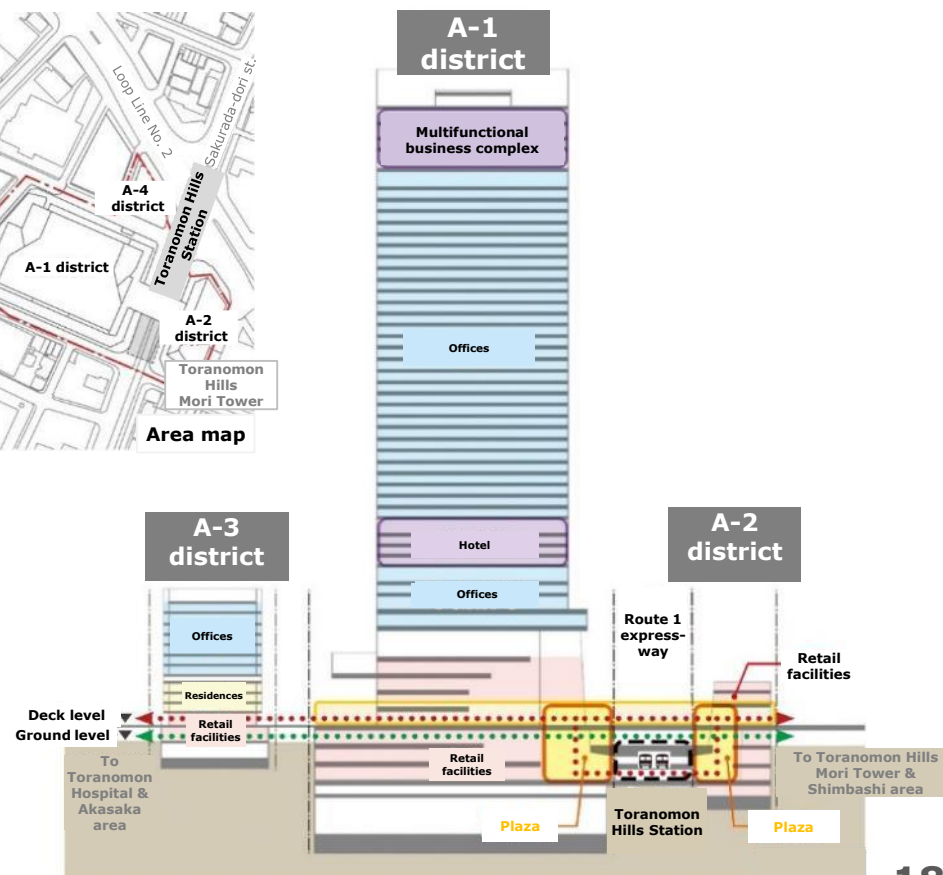 A-1
district
Loop Line No. 2
Sakurada-dori st.
A-4
district
Toranomon Hills
Station
A-1 district
A-2
district
Toranomon
Hills
Mori Tower
Area map
Multifunctional
business complex
Offices
Hotel
Offices
A-3
district
A-2
district
Offices
Residences
Retail
facilities
Route 1
express-
way
Retail
facilities
Deck level
Ground level
Retail
facilities
To
Toranomon
Hospital &
Akasaka
area
To Toranomon Hills
Mori Tower &
Shimbashi area
Plaza
Toranomon
Hills Station
Plaza